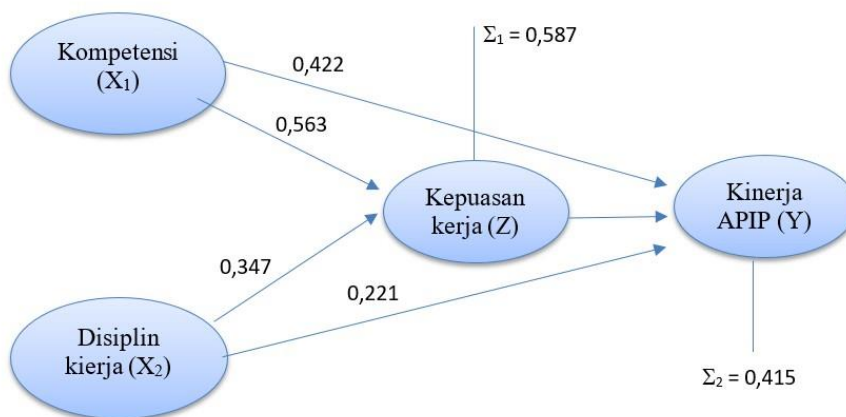 Kompetensi
(X₁)
Σ₁ = 0,587
0,422
0,563
Kepuasan
kerja (Z)
Kinerja
APIP (Y)
0,347
0,221
Disiplin
kierja (X₂)
Σ₂ = 0,415